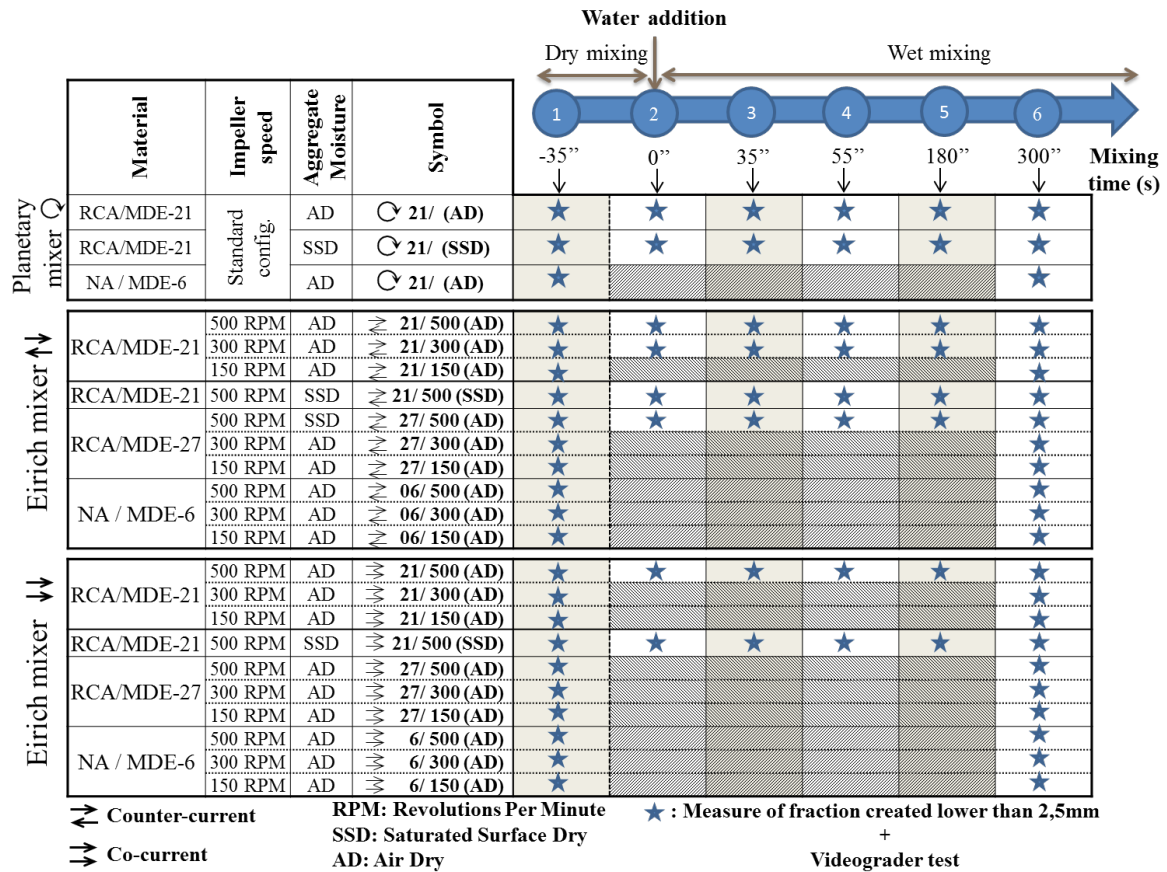 Water addition
Dry mixing
Wet mixing
Material
Impeller speed
Aggregate Moisture
Symbol
1 2 3 4 5 6
-35’’ 0’’ 35’’ 55’’ 180’’ 300’’ Mixing time (s)
Planetary mixer
RCA/MDE-21 Standard config. AD 21/ (AD)
RCA/MDE-21 SSD 21/ (SSD)
NA / MDE-6 AD 21/ (AD)
Eirich mixer
RCA/MDE-21 500 RPM AD 21/ 500 (AD)
300 RPM AD 21/ 300 (AD)
150 RPM AD 21/ 150 (AD)
RCA/MDE-21 500 RPM SSD 21/ 500 (SSD)
RCA/MDE-27 500 RPM SSD 27/ 500 (AD)
300 RPM AD 27/ 300 (AD)
150 RPM AD 27/ 150 (AD)
NA / MDE-6 500 RPM AD 06/ 500 (AD)
300 RPM AD 06/ 300 (AD)
150 RPM AD 06/ 150 (AD)
Eirich mixer
RCA/MDE-21 500 RPM AD 21/ 500 (AD)
300 RPM AD 21/ 300 (AD)
150 RPM AD 21/ 150 (AD)
RCA/MDE-21 500 RPM SSD 21/ 500 (SSD)
RCA/MDE-27 500 RPM AD 27/ 500 (AD)
300 RPM AD 27/ 300 (AD)
150 RPM AD 27/ 150 (AD)
NA / MDE-6 500 RPM AD 6/ 500 (AD)
300 RPM AD 6/ 300 (AD)
150 RPM AD 6/ 150 (AD)
Counter-current
Co-current
RPM: Revolutions Per Minute
SSD: Saturated Surface Dry
AD: Air Dry
: Measure of fraction created lower than 2,5mm
+
Videograder test